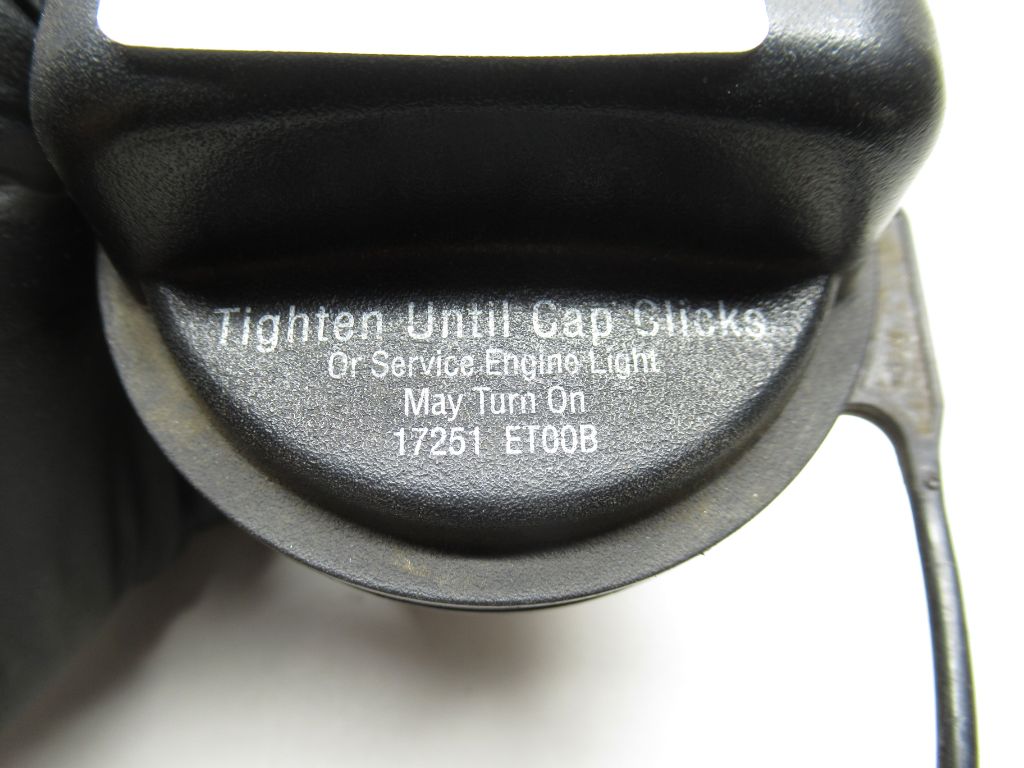 Tighten Until Cap Clicks
Or Service Engine Light
May Turn On
17251 ET00B